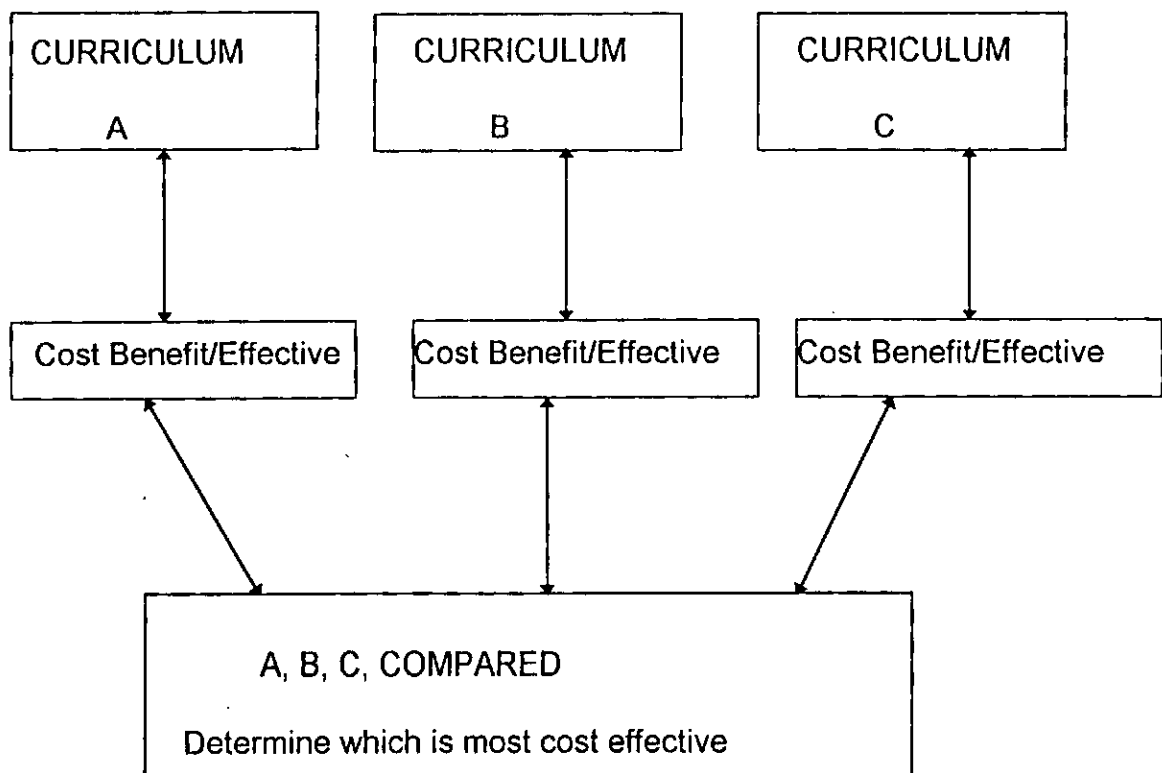 CURRICULUM
A
CURRICULUM
B
CURRICULUM
C
Cost Benefit/Effective
Cost Benefit/Effective
Cost Benefit/Effective
A, B, C, COMPARED
Determine which is most cost effective